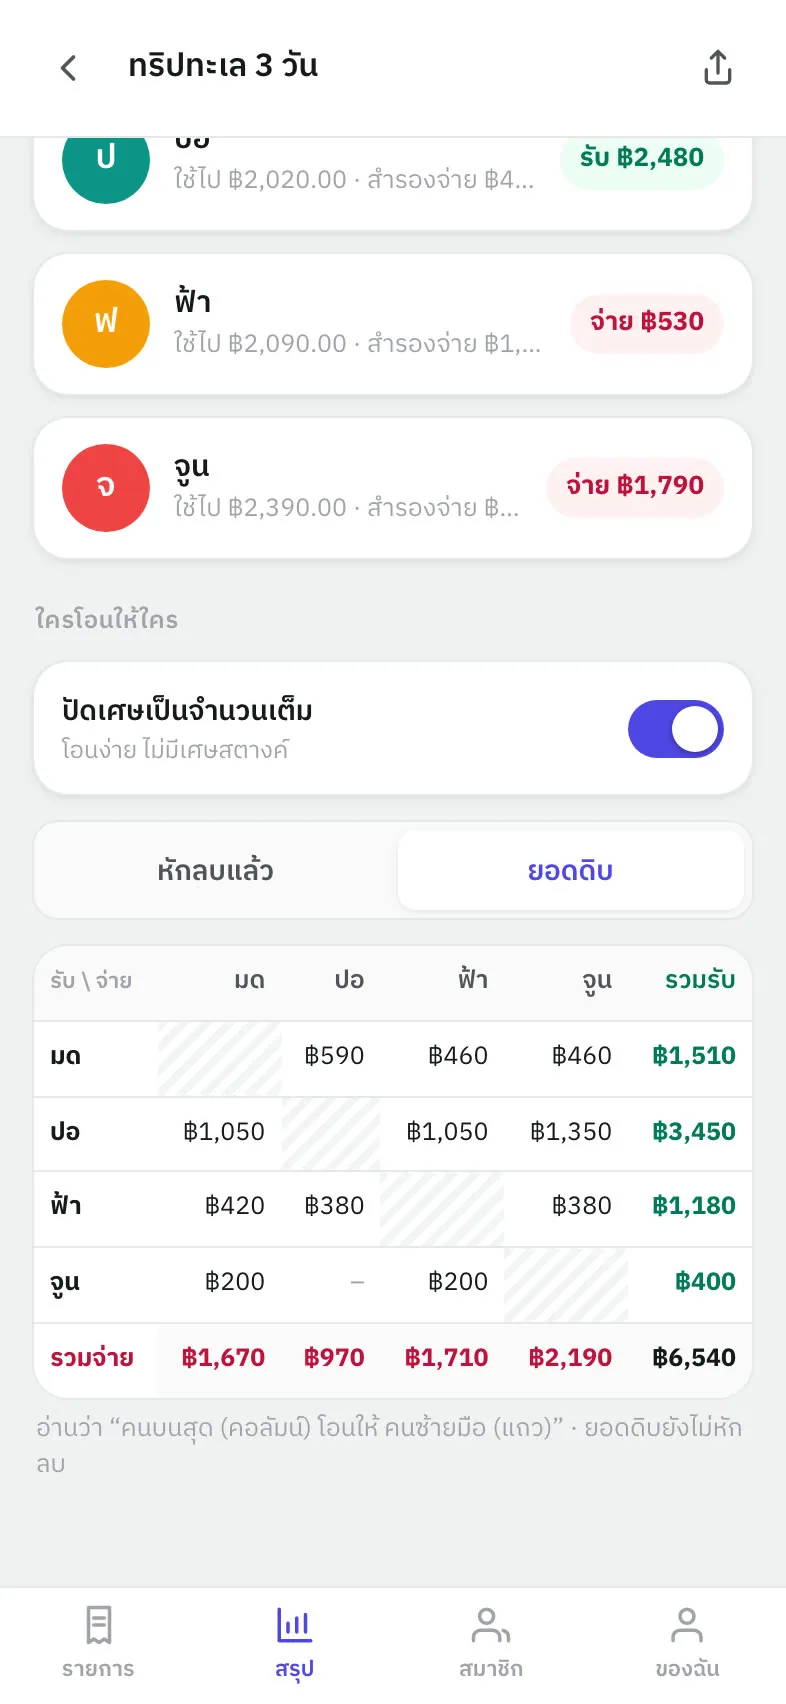 ทริปทะเล 3 วัน
ป
ปอ
รับ ฿2,480
ใช้ไป ฿2,020.00 · สำรองจ่าย ฿4...
ฟ
ฟ้า
จ่าย ฿530
ใช้ไป ฿2,090.00 · สำรองจ่าย ฿1,...
จ
จูน
จ่าย ฿1,790
ใช้ไป ฿2,390.00 · สำรองจ่าย ฿...
ใครโอนให้ใคร
ปัดเศษเป็นจำนวนเต็ม
โอนง่าย ไม่มีเศษสตางค์
หักลบแล้ว ยอดดิบ
รับ \ จ่าย มด ปอ ฟ้า จูน รวมรับ
มด ฿590 ฿460 ฿460 ฿1,510
ปอ ฿1,050 ฿1,050 ฿1,350 ฿3,450
ฟ้า ฿420 ฿380 ฿380 ฿1,180
จูน ฿200 – ฿200 ฿400
รวมจ่าย ฿1,670 ฿970 ฿1,710 ฿2,190 ฿6,540
อ่านว่า “คนบนสุด (คอลัมน์) โอนให้ คนซ้ายมือ (แถว)” · ยอดดิบยังไม่หัก
ลบ
รายการ สรุป สมาชิก ของฉัน